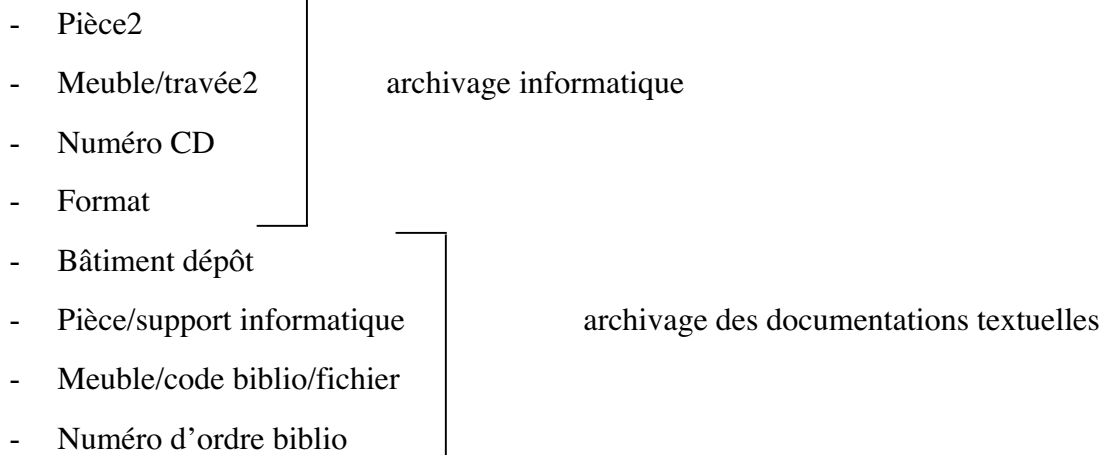 - Pièce2
- Meuble/travée2 archivage informatique
- Numéro CD
- Format
- Bâtiment dépôt
- Pièce/support informatique archivage des documentations textuelles
- Meuble/code biblio/fichier
- Numéro d’ordre biblio